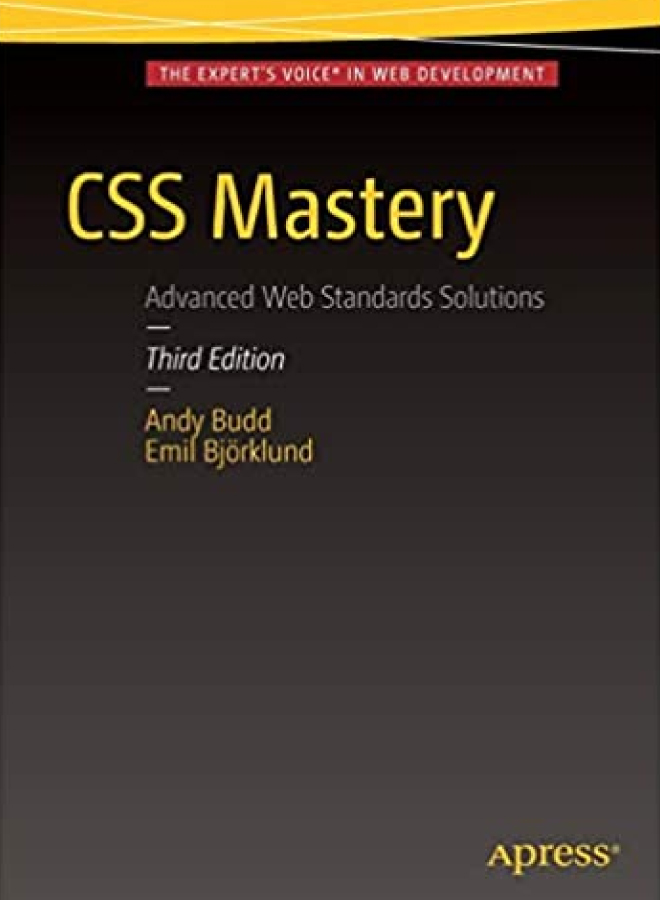 THE EXPERT'S VOICE® IN WEB DEVELOPMENT
CSS Mastery
Advanced Web Standards Solutions
—
Third Edition
—
Andy Budd
Emil Björklund
Apress®